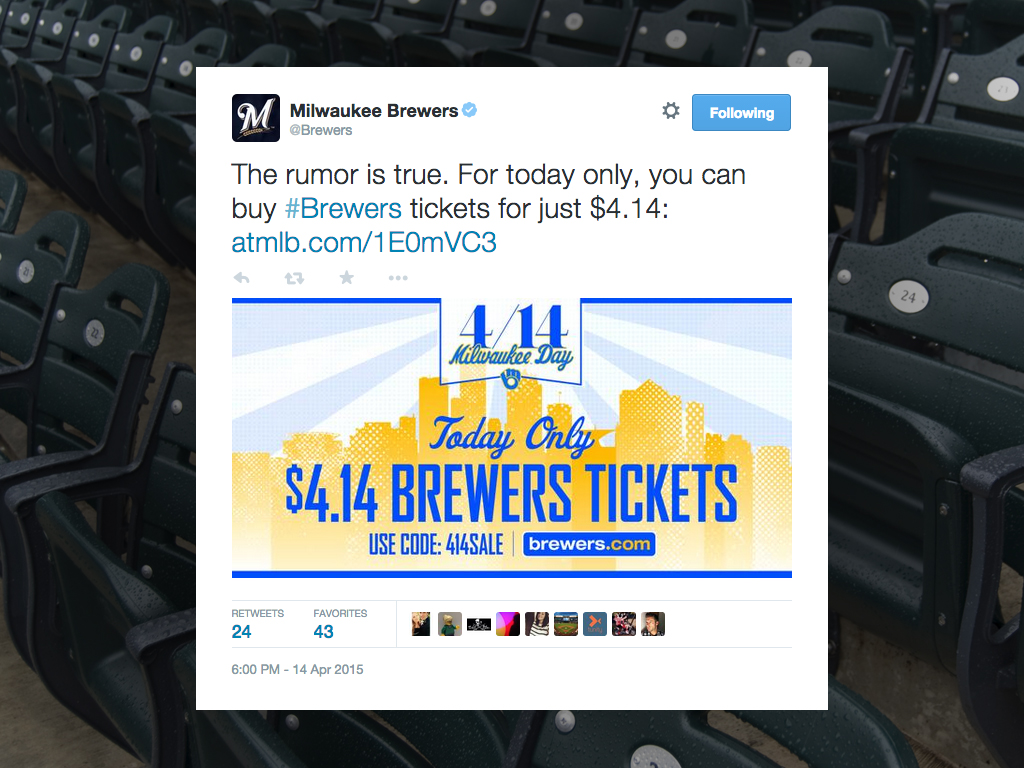 Milwaukee Brewers
@Brewers
Following
The rumor is true. For today only, you can
buy #Brewers tickets for just $4.14:
atmlb.com/1E0mVC3
4/14
Milwaukee Day
Today Only
$4.14 BREWERS TICKETS
USE CODE: 414SALE | brewers.com
RETWEETS
FAVORITES
24
43
6:00 PM - 14 Apr 2015
24